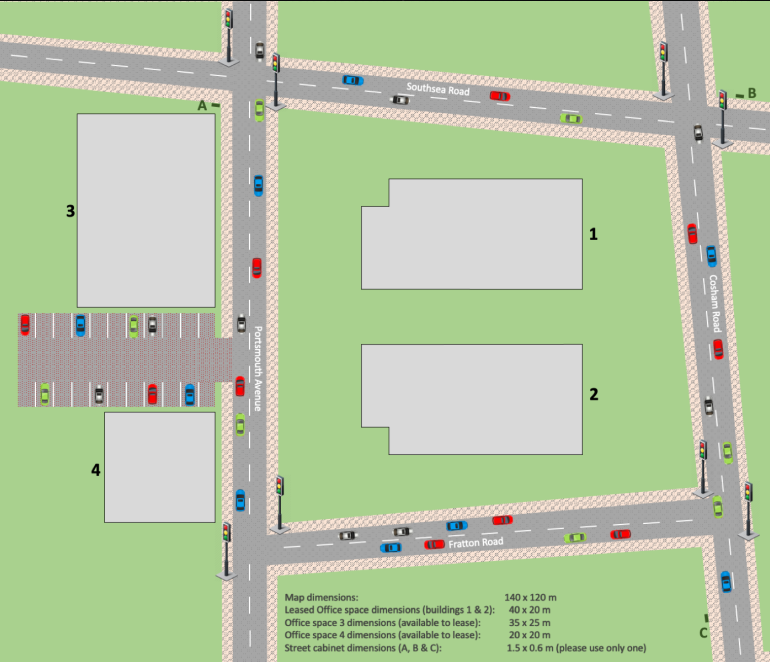 Southsea Road
A
B
3
1
Cosham Road
Portsmouth Avenue
2
4
Fratton Road
Map dimensions: 140 x 120 m
Leased Office space dimensions (buildings 1 & 2): 40 x 20 m
Office space 3 dimensions (available to lease): 35 x 25 m
Office space 4 dimensions (available to lease): 20 x 20 m
Street cabinet dimensions (A, B & C): 1.5 x 0.6 m (please use only one)
C